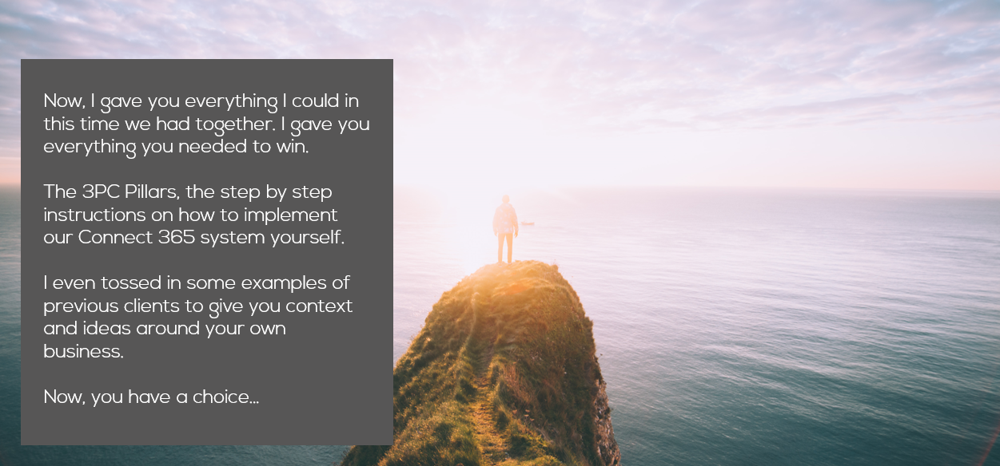 Now, I gave you everything I could in
this time we had together. I gave you
everything you needed to win.
The 3PC Pillars, the step by step
instructions on how to implement
our Connect 365 system yourself.
I even tossed in some examples of
previous clients to give you context
and ideas around your own
business.
Now, you have a choice...